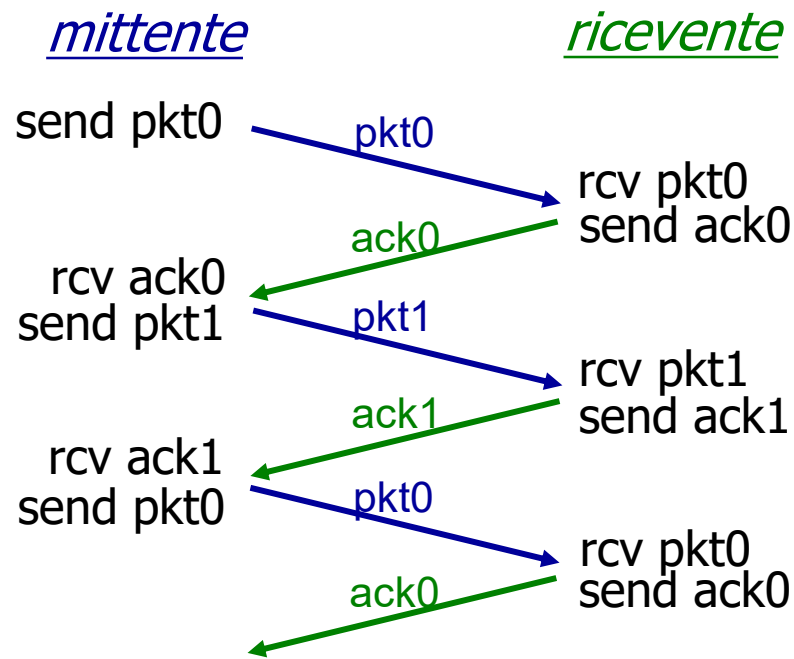 mittente
ricevente
send pkt0
pkt0
rcv pkt0
send ack0
ack0
rcv ack0
send pkt1
pkt1
rcv pkt1
send ack1
ack1
rcv ack1
send pkt0
pkt0
rcv pkt0
send ack0
ack0